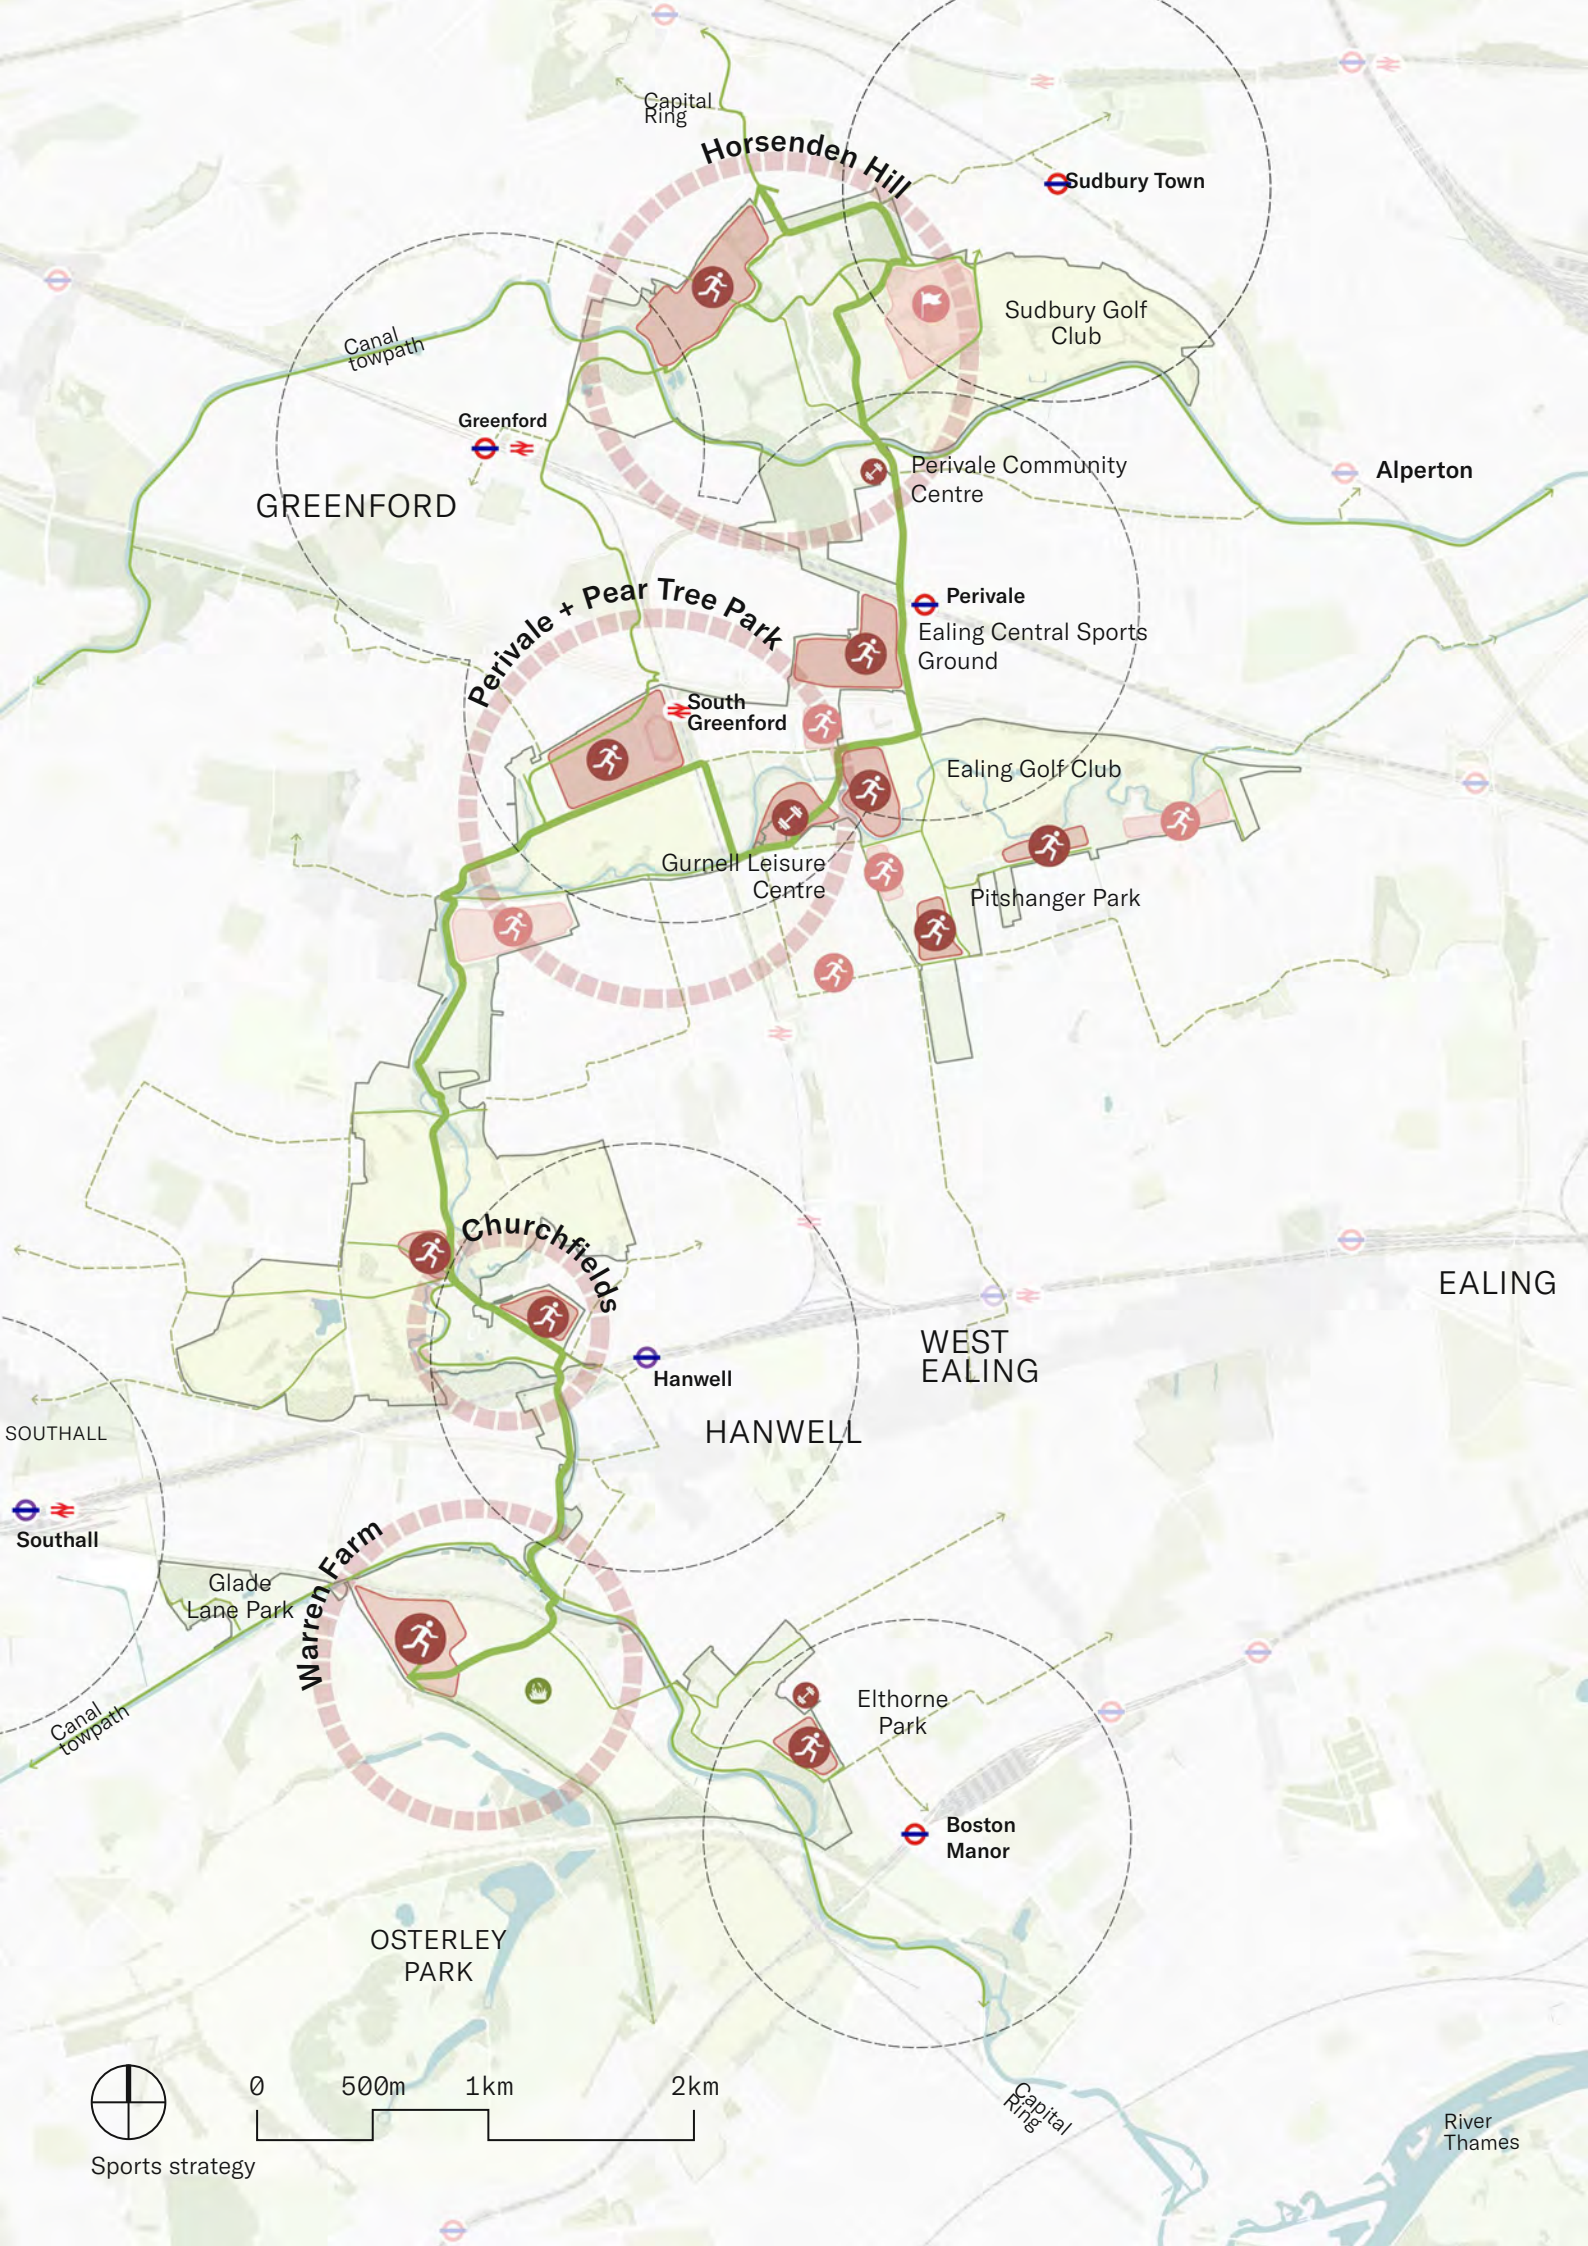 Capital
Ring
Horsenden Hill
Sudbury Town
Sudbury Golf
Club
Canal
towpath
Greenford
GREENFORD
Perivale Community
Centre
Alperton
Perivale + Pear Tree Park
Perivale
Ealing Central Sports
Ground
South
Greenford
Ealing Golf Club
Gurnell Leisure
Centre
Pitshanger Park
Churchfields
EALING
WEST
EALING
Hanwell
HANWELL
SOUTHALL
Southall
Warren Farm
Glade
Lane Park
Canal
towpath
Elthorne
Park
Boston
Manor
OSTERLEY
PARK
Capital
Ring
River
Thames
0 500m 1km 2km
Sports strategy